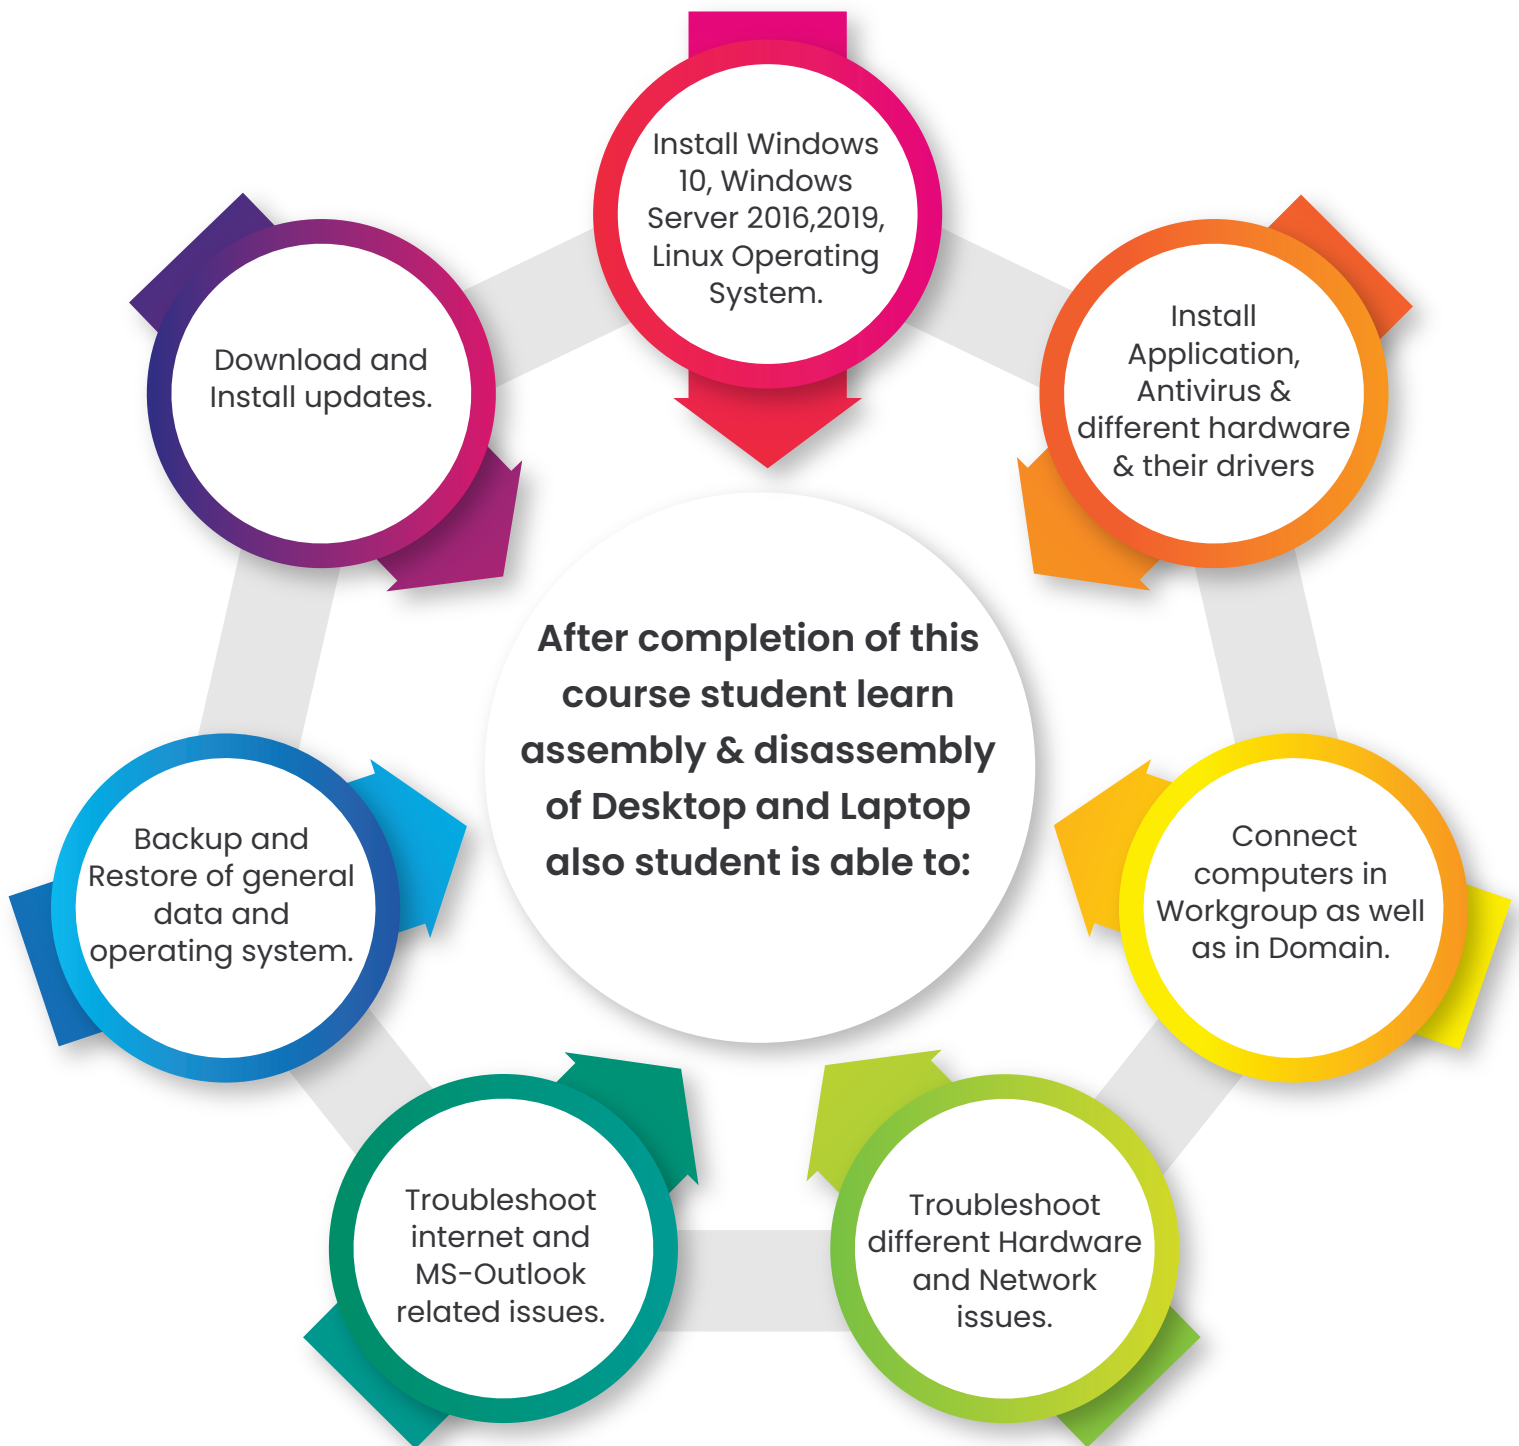 Install Windows
10, Windows
Server 2016,2019,
Linux Operating
System.
Install
Application,
Antivirus &
different hardware
& their drivers
Connect
computers in
Workgroup as well
as in Domain.
Troubleshoot
different Hardware
and Network
issues.
Troubleshoot
internet and
MS-Outlook
related issues.
Backup and
Restore of general
data and
operating system.
Download and
Install updates.
After completion of this
course student learn
assembly & disassembly
of Desktop and Laptop
also student is able to: